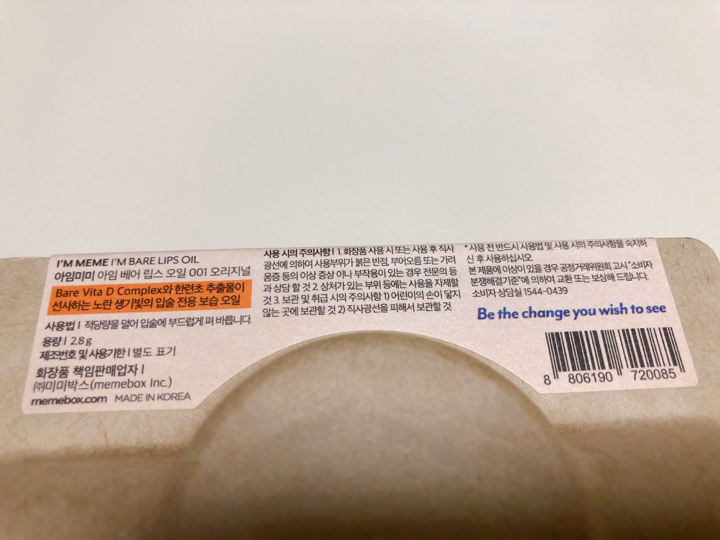 I'M MEME I'M BARE LIPS OIL
아임미미 아임 베어 립스 오일 001 오리지널
Bare Vita D Complex와 한련초 추출물이
선사하는 노란 생기빛의 입술 전용 보습 오일
사용법 | 적당량을 덜어 입술에 부드럽게 펴 바릅니다.
용량 | 2.8 g
제조번호 및 사용기한 | 별도 표기
화장품 책임판매업자 |
㈜미미박스(memebox Inc.)
memebox.com MADE IN KOREA
사용 시의 주의사항 | 1. 화장품 사용 시 또는 사용 후 직사
광선에 의하여 사용부위가 붉은 반점, 부어오름 또는 가려
움증 등의 이상 증상이나 부작용이 있는 경우 전문의 등
과 상담 할 것 2. 상처가 있는 부위 등에는 사용을 자제할
것 3. 보관 및 취급 시의 주의사항 1) 어린이의 손이 닿지
않는 곳에 보관할 것 2) 직사광선을 피해서 보관할 것
* 사용 전 반드시 사용법 및 사용 시의 주의사항을 숙지하
신 후 사용하십시오.
본 제품에 이상이 있을 경우 공정거래위원회 고시 "소비자
분쟁해결기준"에 의하여 교환 또는 보상해 드립니다.
소비자 상담실 1544-0439
Be the change you wish to see
8 806190 720085